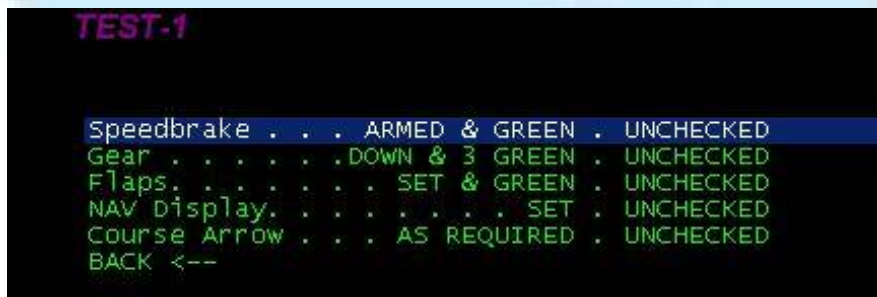 TEST-1
Speedbrake . . . ARMED & GREEN . UNCHECKED
Gear . . . . . .DOWN & 3 GREEN . UNCHECKED
Flaps. . . . . . . SET & GREEN . UNCHECKED
NAV Display. . . . . . . . SET . UNCHECKED
Course Arrow . . . AS REQUIRED . UNCHECKED
BACK <--